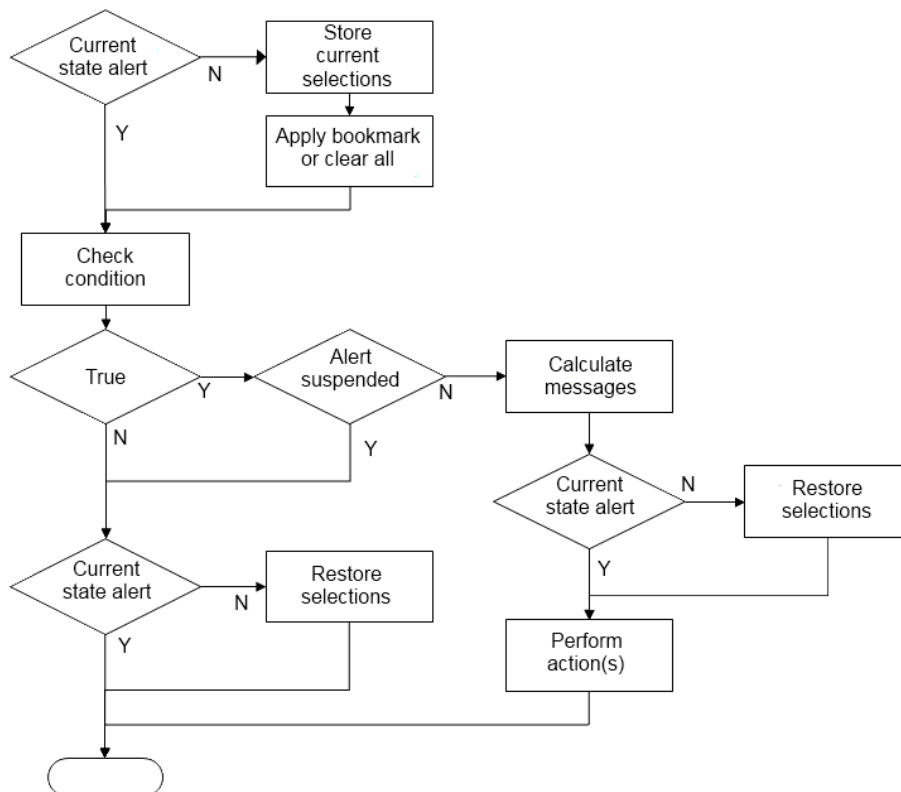 Current
state alert
N
Store
current
selections
Y
Apply bookmark
or clear all
Check
condition
True
Y
Alert
suspended
N
Calculate
messages
N
Y
Current
state alert
N
Restore
selections
Current
state alert
N
Restore
selections
Y
Y
Perform
action(s)